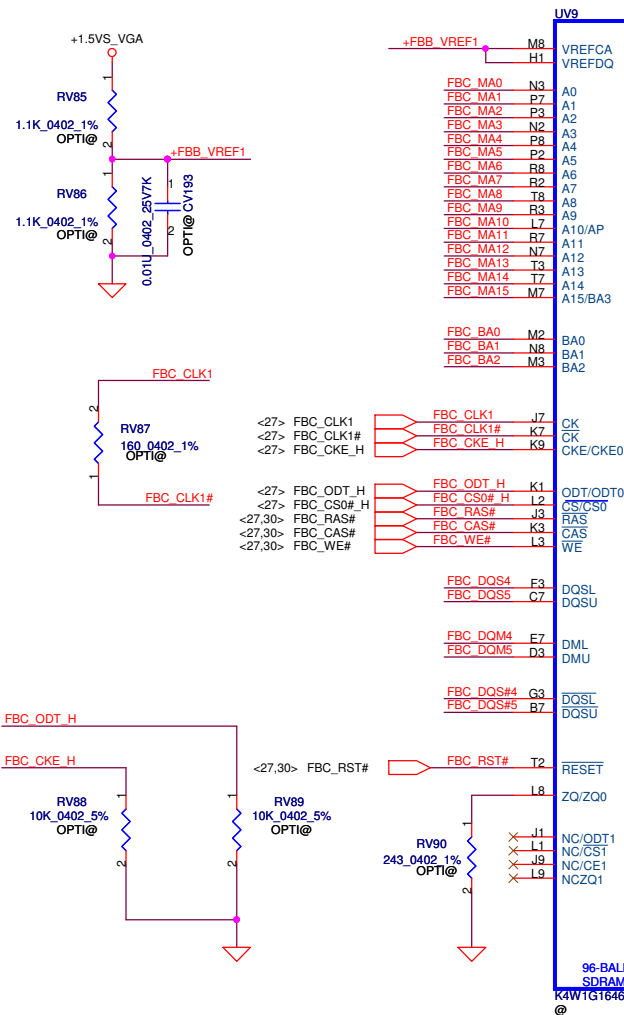 UV9
+1.5VS_VGA
1
RV85
1.1K_0402_1%
OPTI@
2
+FBB_VREF1
1
RV86
1.1K_0402_1%
OPTI@
2
1
2
0.01U_0402_25V7K
OPTI@ CV193
+FBB_VREF1 M8 VREFCA
H1 VREFDQ
FBC_MA0 N3 A0
FBC_MA1 P7 A1
FBC_MA2 P3 A2
FBC_MA3 N2 A3
FBC_MA4 P8 A4
FBC_MA5 P2 A5
FBC_MA6 R8 A6
FBC_MA7 R2 A7
FBC_MA8 T8 A8
FBC_MA9 R3 A9
FBC_MA10 L7 A10/AP
FBC_MA11 R7 A11
FBC_MA12 N7 A12
FBC_MA13 T3 A13
FBC_MA14 T7 A14
FBC_MA15 M7 A15/BA3
FBC_BA0 M2 BA0
FBC_BA1 N8 BA1
FBC_BA2 M3 BA2
FBC_CLK1
2
RV87
160_0402_1%
OPTI@
1
FBC_CLK1#
<27> FBC_CLK1 FBC_CLK1 J7 CK
<27> FBC_CLK1# FBC_CLK1# K7 CK
<27> FBC_CKE_H FBC_CKE_H K9 CKE/CKE0
<27> FBC_ODT_H FBC_ODT_H K1 ODT/ODT0
<27> FBC_CS0#_H FBC_CS0#_H L2 CS/CS0
<27,30> FBC_RAS# FBC_RAS# J3 RAS
<27,30> FBC_CAS# FBC_CAS# K3 CAS
<27,30> FBC_WE# FBC_WE# L3 WE
FBC_DQS4 F3 DQSL
FBC_DQS5 C7 DQSU
FBC_DQM4 E7 DML
FBC_DQM5 D3 DMU
FBC_DQS#4 G3 DQSL
FBC_DQS#5 B7 DQSU
FBC_ODT_H
FBC_CKE_H
<27,30> FBC_RST# FBC_RST# T2 RESET
L8 ZQ/ZQ0
1
RV88
10K_0402_5%
OPTI@
2
1
RV89
10K_0402_5%
OPTI@
2
1
RV90
243_0402_1%
OPTI@
2
J1 NC/ODT1
L1 NC/CS1
J9 NC/CE1
L9 NCZQ1
96-BALL
SDRAM
K4W1G1646
@